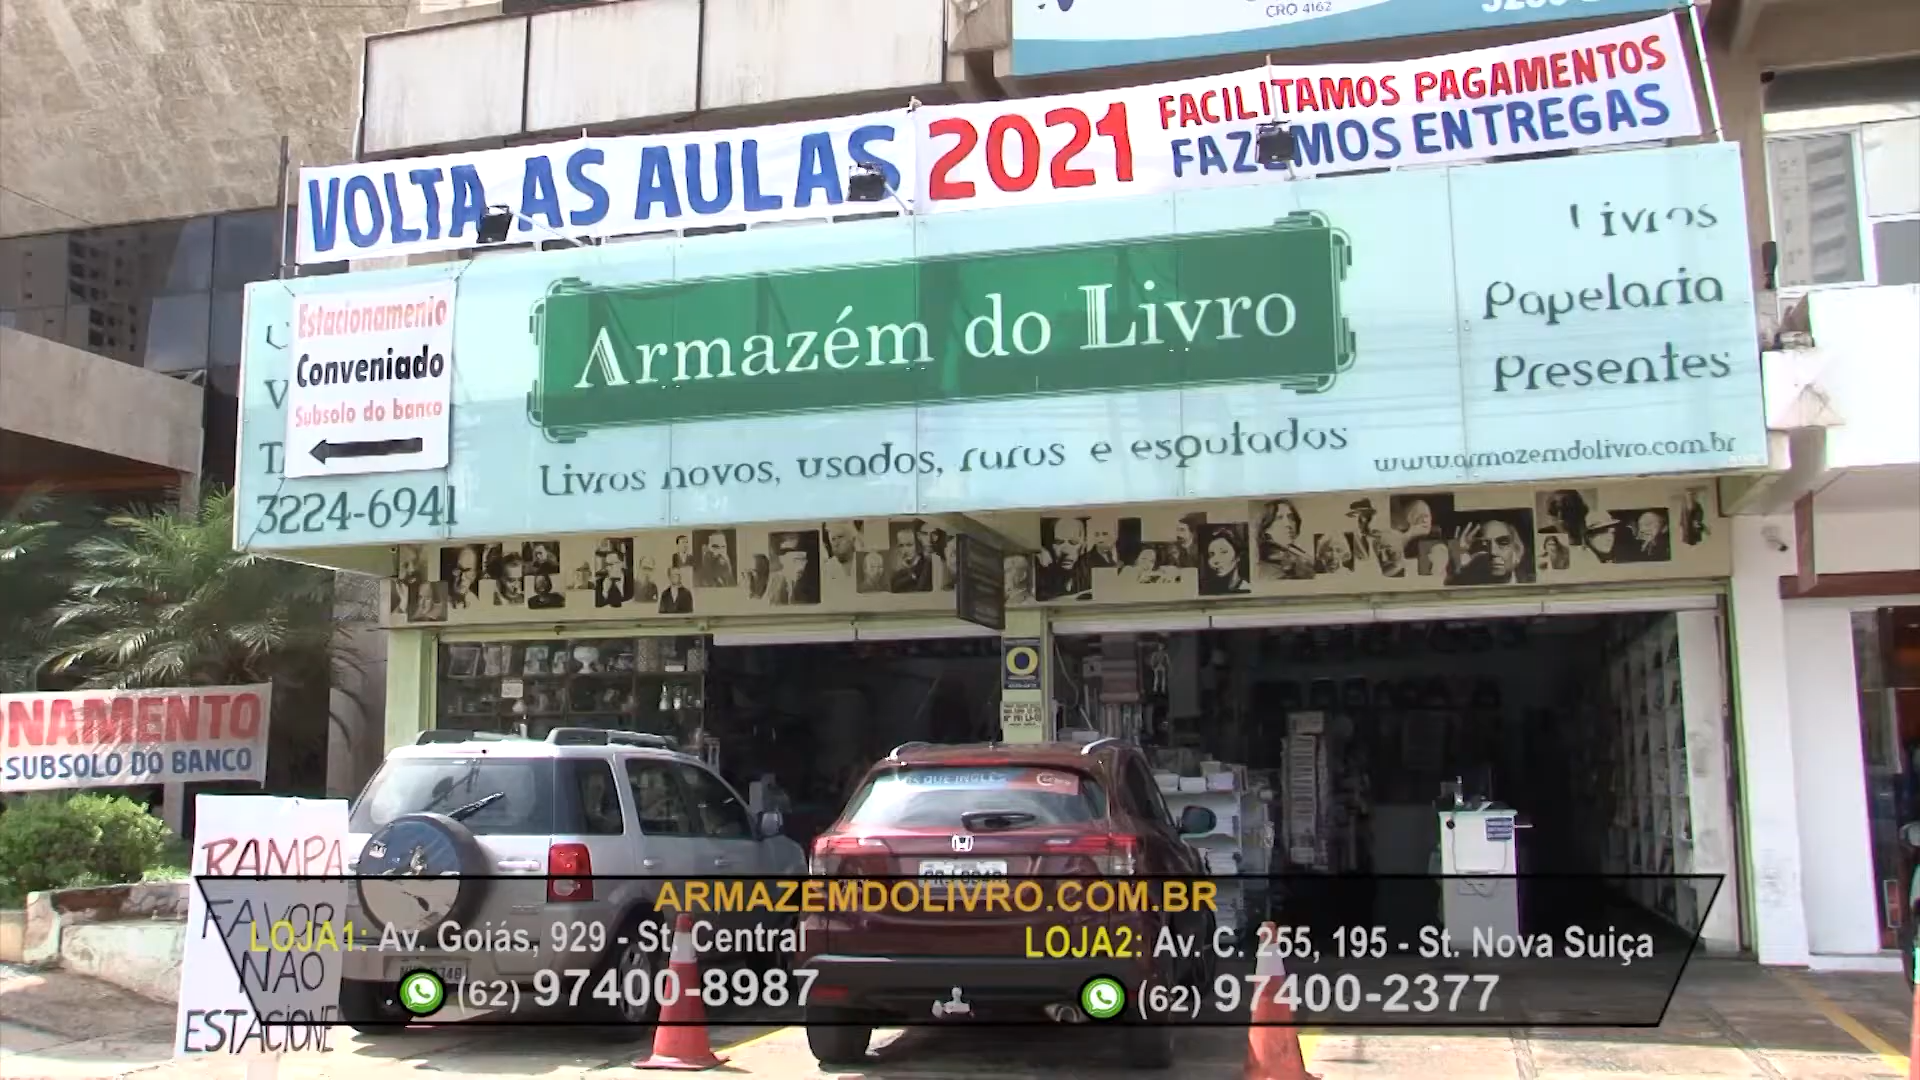 CRO 4162
VOLTA AS AULAS 2021
FACILITAMOS PAGAMENTOS
FAZEMOS ENTREGAS
Estacionamento
Conveniado
Subsolo do banco
3224-6941
Armazém do Livro
Livros novos, usados, raros e esgotados
Livros
Papelaria
Presentes
www.armazemdolivro.com.br
ONAMENTO
SUBSOLO DO BANCO
RAMPA
FAVOR
NÃO
ESTACIONE
ARMAZEMDOLIVRO.COM.BR
LOJA1: Av. Goiás, 929 - St. Central
(62) 97400-8987
LOJA2: Av. C. 255, 195 - St. Nova Suiça
(62) 97400-2377